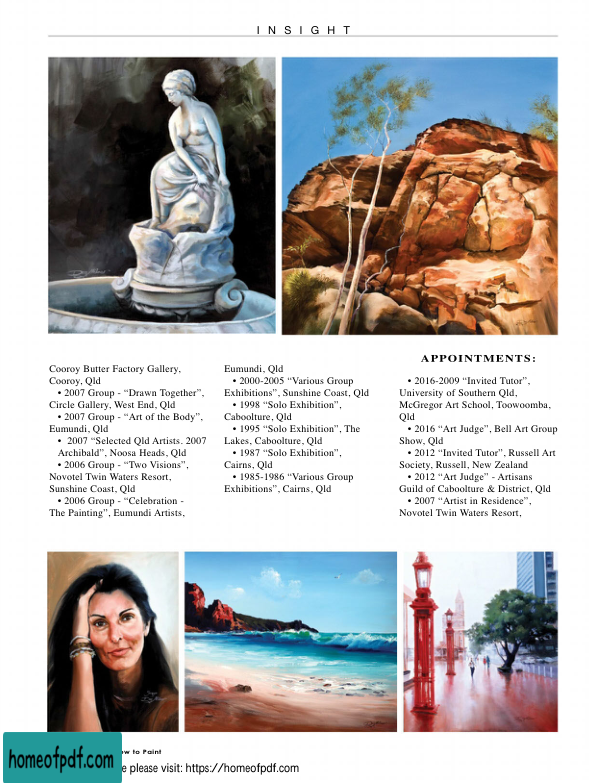 INSIGHT
Cooroy Butter Factory Gallery,
Cooroy, Qld
• 2007 Group - “Drawn Together”,
Circle Gallery, West End, Qld
• 2007 Group - “Art of the Body”,
Eumundi, Qld
• 2007 “Selected Qld Artists. 2007
Archibald”, Noosa Heads, Qld
• 2006 Group - “Two Visions”,
Novotel Twin Waters Resort,
Sunshine Coast, Qld
• 2006 Group - “Celebration -
The Painting”, Eumundi Artists,
Eumundi, Qld
• 2000-2005 “Various Group
Exhibitions”, Sunshine Coast, Qld
• 1998 “Solo Exhibition”,
Caboolture, Qld
• 1995 “Solo Exhibition”, The
Lakes, Caboolture, Qld
• 1987 “Solo Exhibition”,
Cairns, Qld
• 1985-1986 “Various Group
Exhibitions”, Cairns, Qld
APPOINTMENTS:
• 2016-2009 “Invited Tutor”,
University of Southern Qld,
McGregor Art School, Toowoomba,
Qld
• 2016 “Art Judge”, Bell Art Group
Show, Qld
• 2012 “Invited Tutor”, Russell Art
Society, Russell, New Zealand
• 2012 “Art Judge” - Artisans
Guild of Caboolture & District, Qld
• 2007 “Artist in Residence”,
Novotel Twin Waters Resort,
to Paint
homeofpdf.com
please visit: https://homeofpdf.com